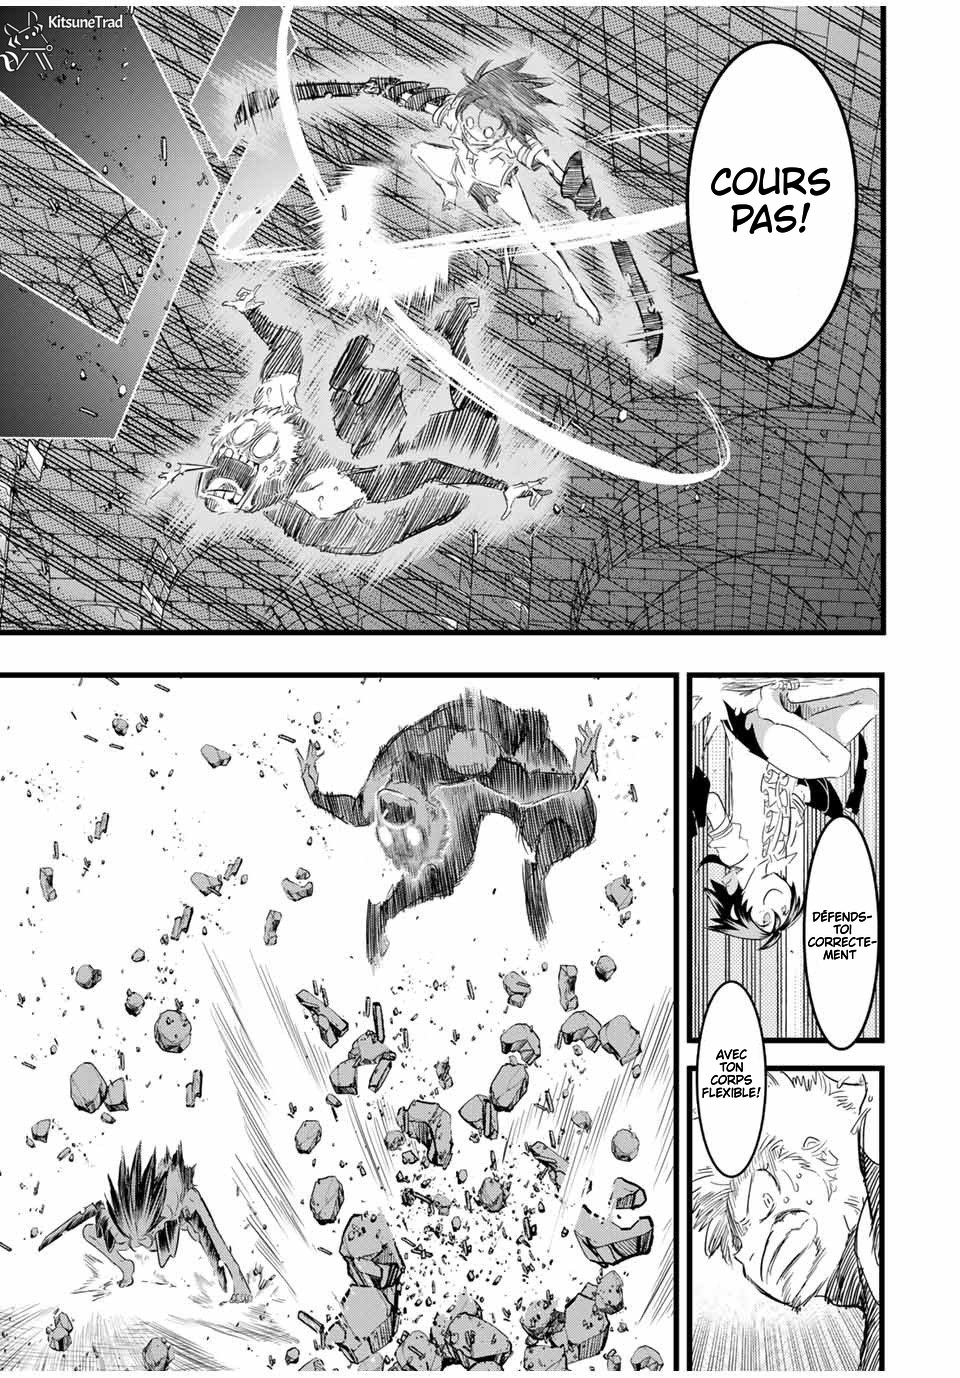 KitsuneTrad
COURS
PAS!
DÉFENDS-
TOI
CORRECTE-
MENT
AVEC
TON
CORPS
FLEXIBLE!